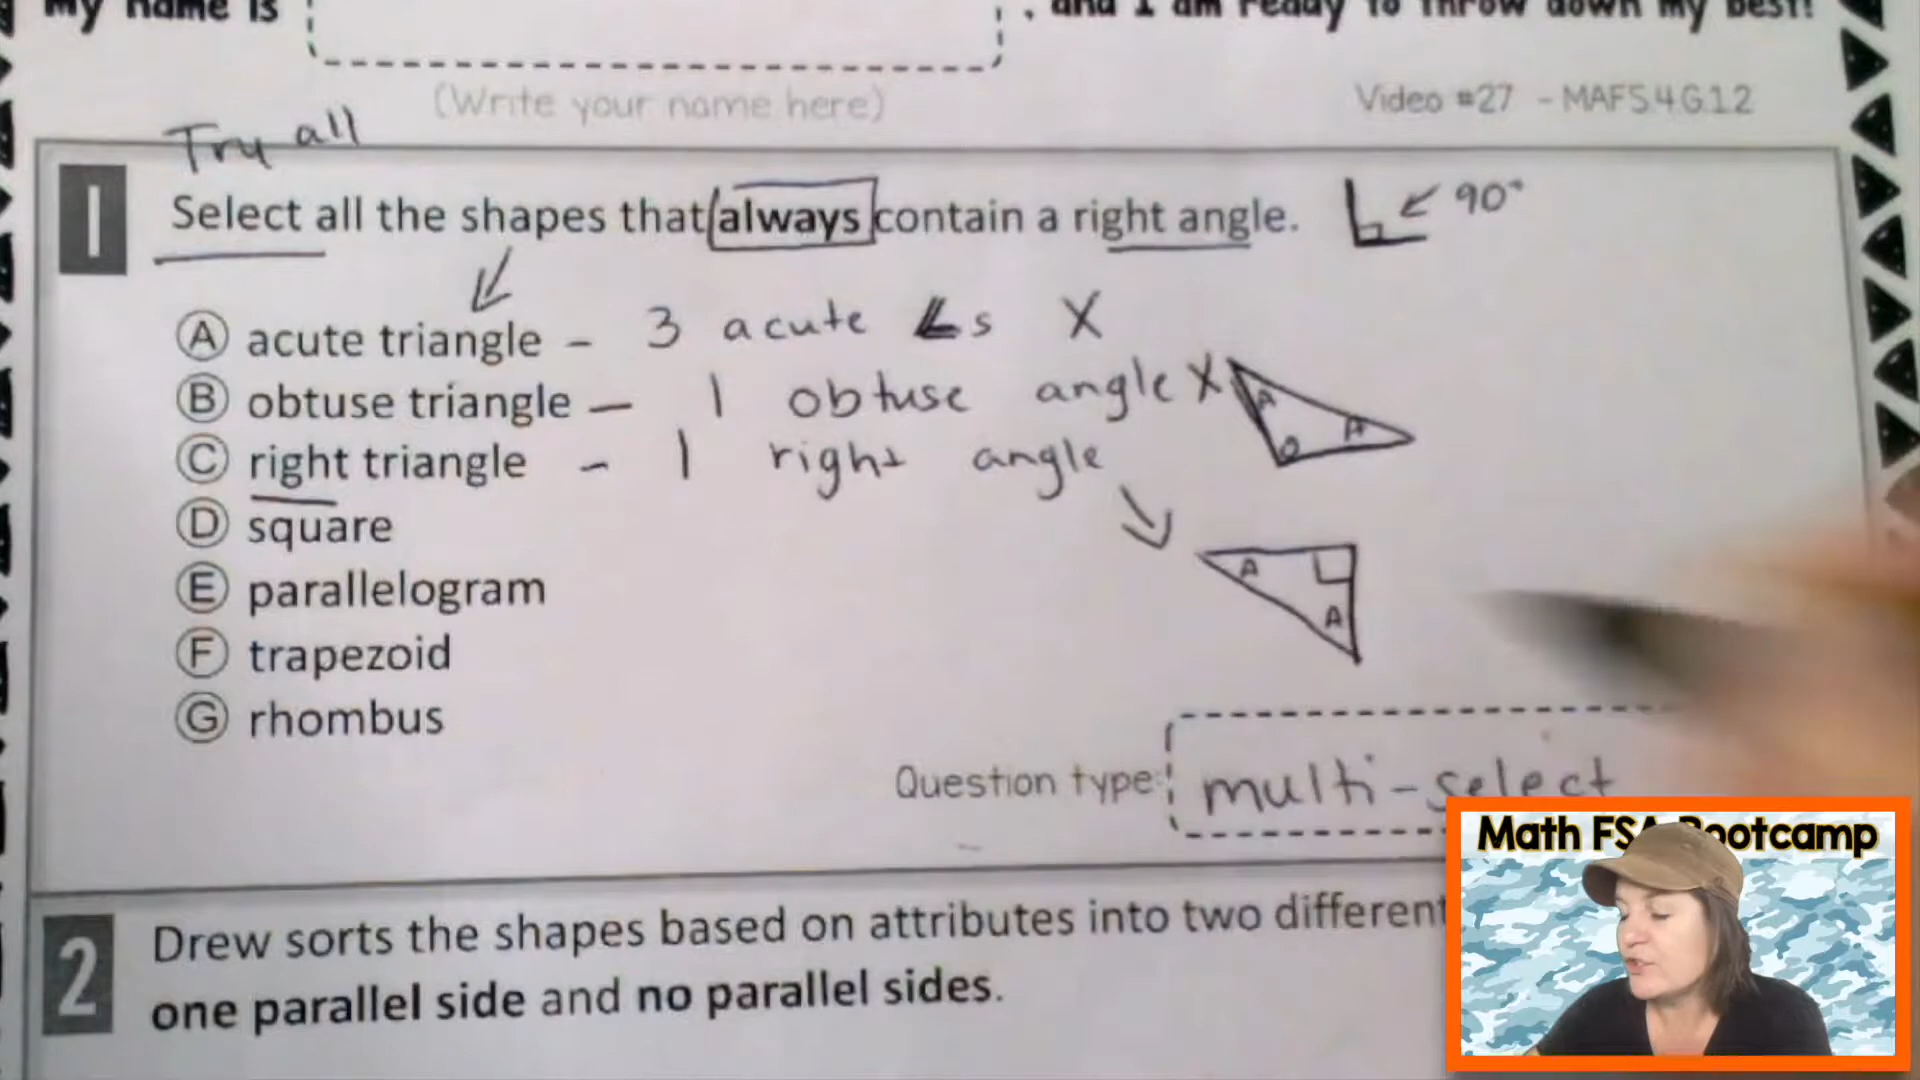 My name is , and I am ready to throw down my best!
(Write your name here)
Video #27 - MAFS.4.G.1.2
Try all
1 Select all the shapes that always contain a right angle. 90°
A acute triangle - 3 acute ∠s X
B obtuse triangle - 1 obtuse angle X
A A O
C right triangle - 1 right angle
D square
A A
E parallelogram
F trapezoid
G rhombus
Question type: multi-select
2 Drew sorts the shapes based on attributes into two different
one parallel side and no parallel sides.
Math FSA Bootcamp